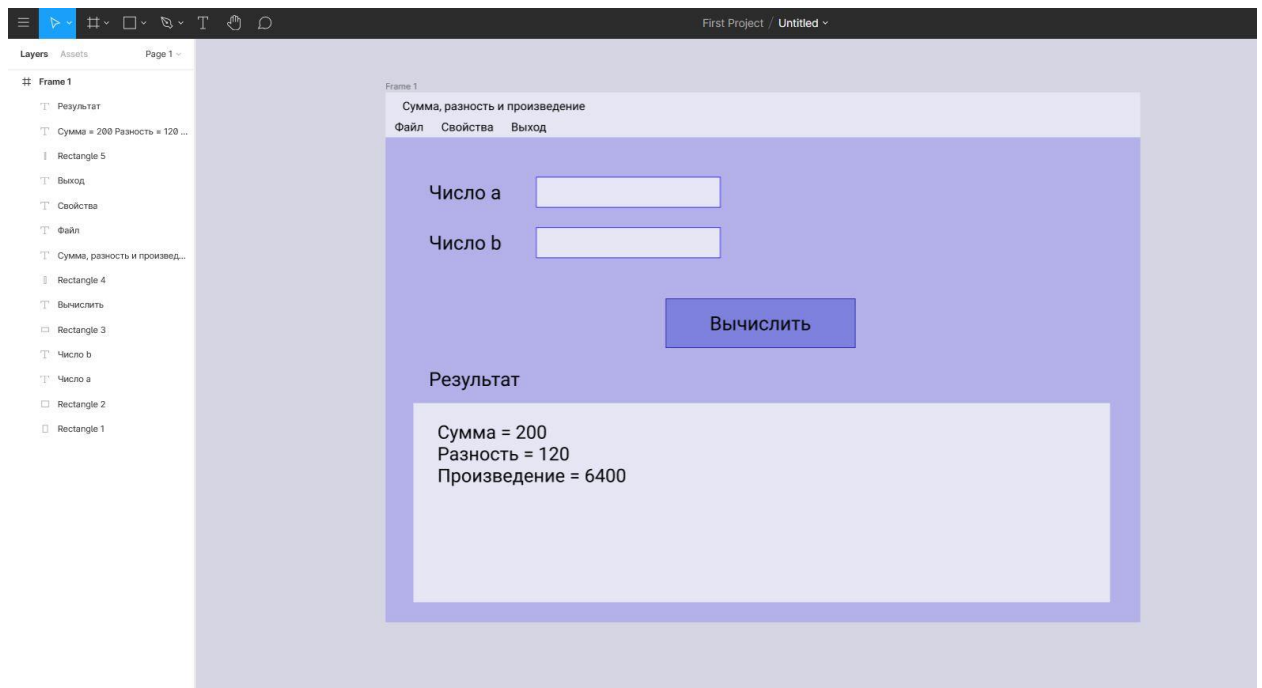 First Project / Untitled
Layers Assets Page 1
Frame 1
Результат
Сумма = 200 Разность = 120 ...
Rectangle 5
Выход
Свойства
Файл
Сумма, разность и произвед...
Rectangle 4
Вычислить
Rectangle 3
Число b
Число a
Rectangle 2
Rectangle 1
Frame 1
Сумма, разность и произведение
Файл Свойства Выход
Число a
Число b
Вычислить
Результат
Сумма = 200
Разность = 120
Произведение = 6400